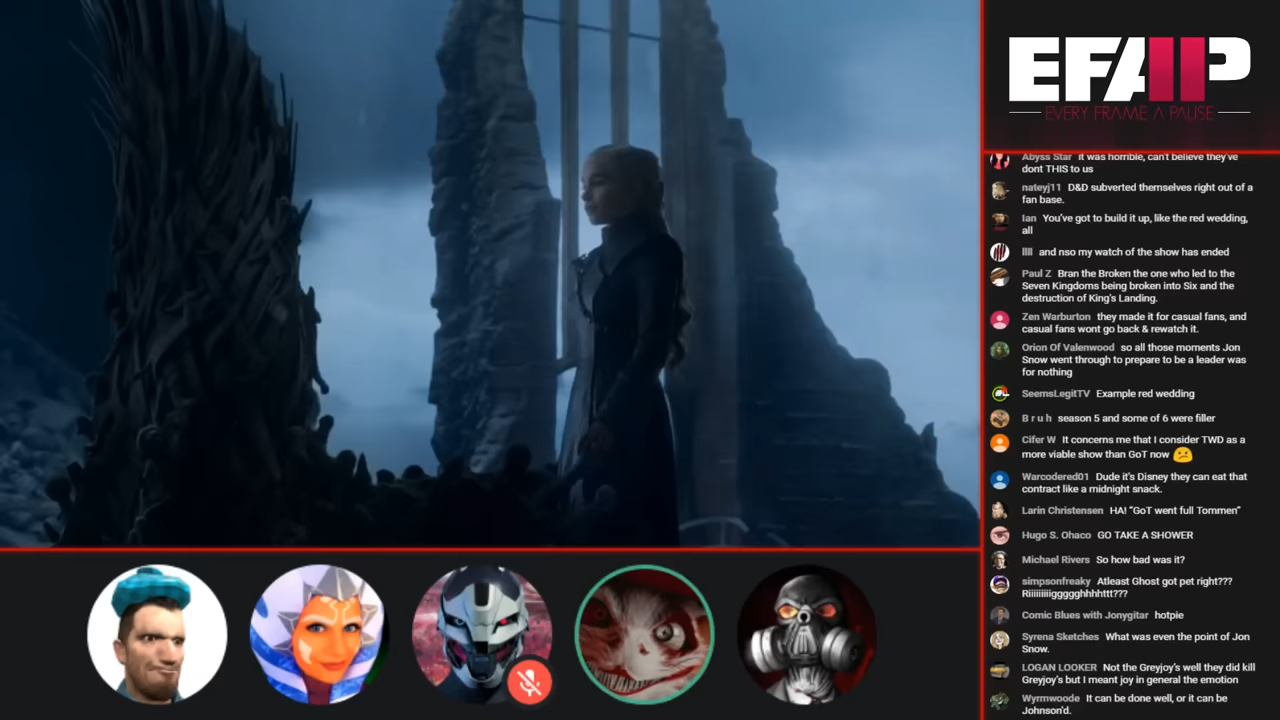 EFAP
EVERY FRAME A PAUSE
Abyss Star it was horrible, can't believe they've
dont THIS to us
nateyj11 D&D subverted themselves right out of a
fan base.
Ian You've got to build it up, like the red wedding,
all
llll and nso my watch of the show has ended
Paul Z Bran the Broken the one who led to the
Seven Kingdoms being broken into Six and the
destruction of King's Landing.
Zen Warburton they made it for casual fans, and
casual fans wont go back & rewatch it.
Orion Of Valenwood so all those moments Jon
Snow went through to prepare to be a leader was
for nothing
SeemsLegitTV Example red wedding
B r u h season 5 and some of 6 were filler
Cifer W It concerns me that I consider TWD as a
more viable show than GoT now
Warcodered01 Dude it's Disney they can eat that
contract like a midnight snack.
Larin Christensen HA! "GoT went full Tommen"
Hugo S. Ohaco GO TAKE A SHOWER
Michael Rivers So how bad was it?
simpsonfreaky Atleast Ghost got pet right???
Riiiiiiiiigggggghhhhttt???
Comic Blues with Jonygitar hotpie
Syrena Sketches What was even the point of Jon
Snow.
LOGAN LOOKER Not the Greyjoy's well they did kill
Greyjoy's but I meant joy in general the emotion
Wyrmwoode It can be done well, or it can be
Johnson'd.